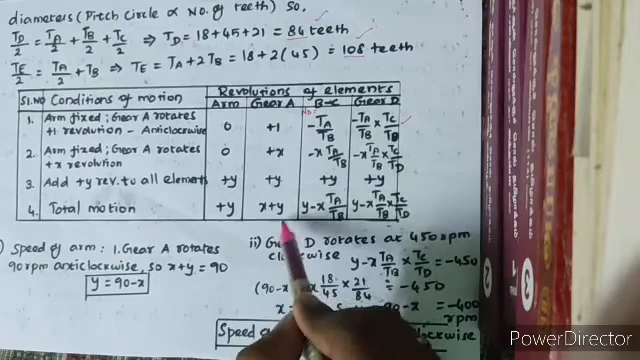 diameters (Pitch Circle ∝ No. of teeth) So,
TD/2 = TA/2 + TB/2 + TC/2 ⇒ TD = 18+45+21 = 84 teeth
TE/2 = TA/2 + TB ⇒ TE = TA + 2TB = 18+2(45) = 108 teeth
Sl.NO Conditions of motion Revolutions of elements
Arm Gear A B-C Gear D
1. Arm fixed; Gear A rotates +1 revolution - Anticlockwise 0 +1 -TA/TB -TA/TB × TC/TD
2. Arm fixed; Gear A rotates +x revolution 0 +x -x TA/TB -x TA/TB × TC/TD
3. Add +y rev. to all elements +y +y +y +y
4. Total motion +y x+y y-x TA/TB y-x TA/TB × TC/TD
) Speed of arm: 1. Gear A rotates
90 rpm anticlockwise, so x+y = 90
y = 90-x
ii) Gear D rotates at 450 rpm
clockwise y-x TA/TB × TC/TD = -450
(90-x) 18/45 × 21/84 = -450
90-x = -400 rpm
Speed
PowerDirector